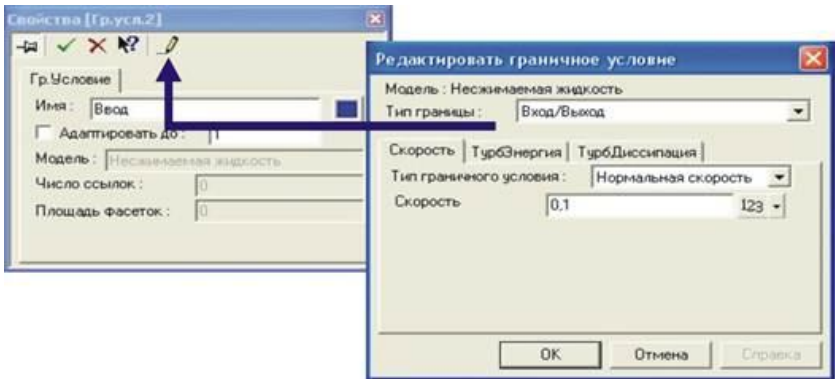 Свойства [Гр.усл.2]
Гр.Условие
Имя : Ввод
Адаптировать до : 1
Модель : Несжимаемая жидкость
Число ссылок : 0
Площадь фасеток : 0
Редактировать граничное условие
Модель : Несжимаемая жидкость
Тип границы : Вход/Выход
Скорость ТурбЭнергия ТурбДиссипация
Тип граничного условия : Нормальная скорость
Скорость 0,1 123
OK Отмена Справка